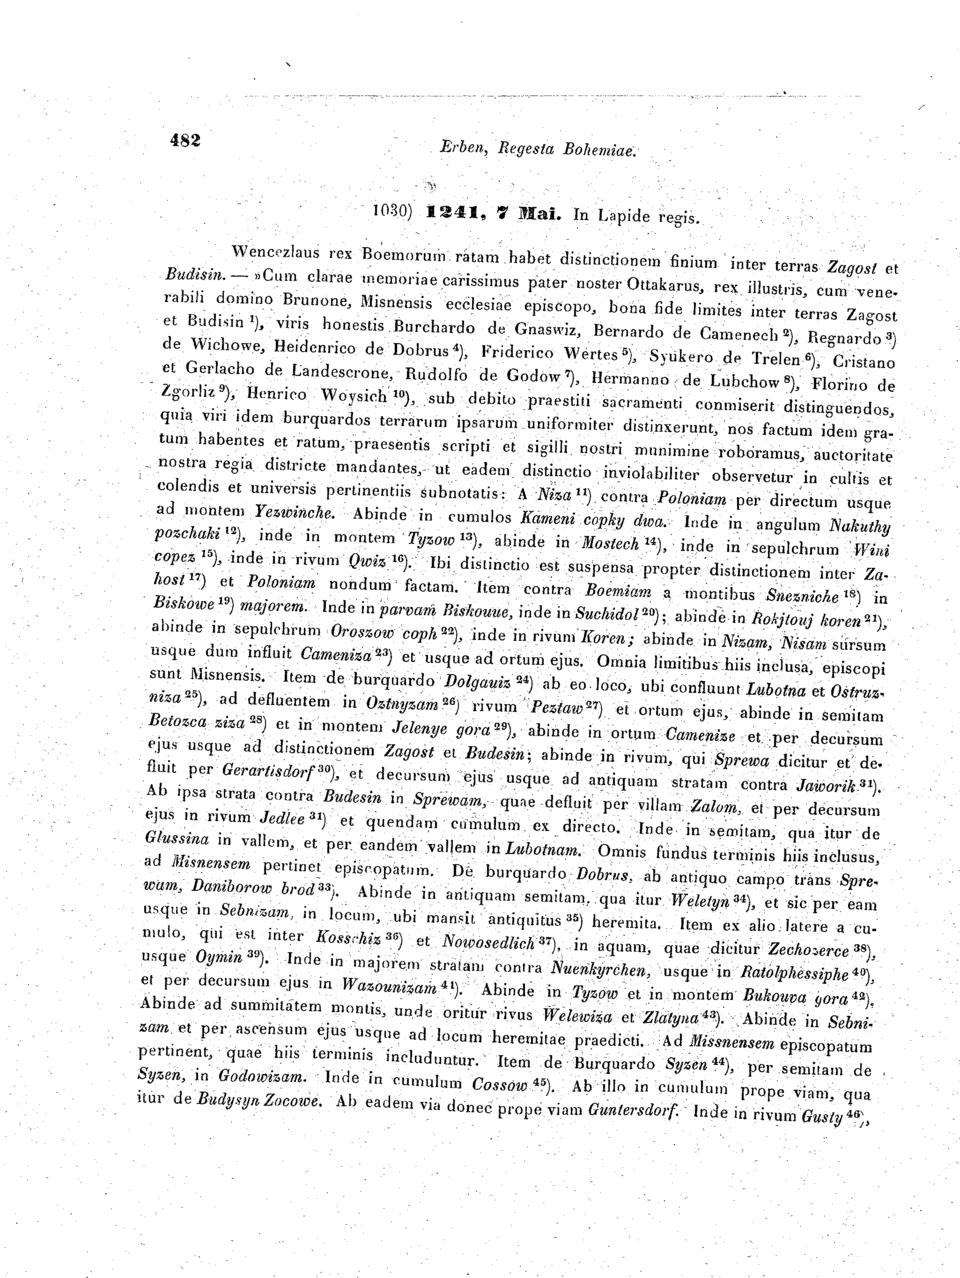 482
Erben, Regesta Bohemiae.
1030) 1241, 7 Mai. In Lapide regis.
Wencezlaus rex Boemorum ratam habet distinctionem finium inter terras Zagost et
Budisin. — »Cum clarae memoriae carissimus pater noster Ottakarus, rex illustris, cum vene-
rabili domino Brunone, Misnensis ecclesiae episcopo, bona fide limites inter terras Zagost
et Budisin ¹), viris honestis Burchardo de Gnaswiz, Bernardo de Camenech ²), Regnardo ³)
de Wichowe, Heidenrico de Dobrus ⁴), Friderico Wertes ⁵), Syukero de Trelen ⁶), Cristano
et Gerlacho de Landescrone, Rudolfo de Godow ⁷), Hermanno de Lubchow ⁸), Florino de
Zgorliz ⁹), Henrico Woysich ¹⁰), sub debito praestiti sacramenti conmiserit distinguendos,
quia viri idem burquardos terrarum ipsarum uniformiter distinxerunt, nos factum idem gra-
tum habentes et ratum, praesentis scripti et sigilli nostri munimine roboramus, auctoritate
nostra regia districte mandantes, ut eadem distinctio inviolabiliter observetur in cultis et
colendis et universis pertinentiis subnotatis: A Niza ¹¹) contra Poloniam per directum usque
ad montem Yezwinche. Abinde in cumulos Kameni copky dwa. Inde in angulum Nakuthy
pozchaki ¹²), inde in montem Tyzow ¹³), abinde in Mostech ¹⁴), inde in sepulchrum Wini
copez ¹⁵), inde in rivum Qwiz ¹⁶). Ibi distinctio est suspensa propter distinctionem inter Za-
host ¹⁷) et Poloniam nondum factam. Item contra Boemiam a montibus Snezniche ¹⁸) in
Biskowe ¹⁹) majorem. Inde in parvam Biskouue, inde in Suchidol ²⁰); abinde in Rokjtouj koren ²¹),
abinde in sepulchrum Oroszow coph ²²), inde in rivum Koren; abinde in Nizam, Nisam sursum
usque dum influit Cameniza ²³) et usque ad ortum ejus. Omnia limitibus hiis inclusa, episcopi
sunt Misnensis. Item de burquardo Dolgauiz ²⁴) ab eo loco, ubi confluunt Lubotna et Ostruz-
niza ²⁵), ad defluentem in Oztnyzam ²⁶) rivum Peztaw ²⁷) et ortum ejus, abinde in semitam
Betozca ziza ²⁸) et in montem Jelenye gora ²⁹), abinde in ortum Camenize et per decursum
ejus usque ad distinctionem Zagost et Budesin; abinde in rivum, qui Sprewa dicitur et de-
fluit per Gerartisdorf ³⁰), et decursum ejus usque ad antiquam stratam contra Jaworik ³¹).
Ab ipsa strata contra Budesin in Sprewam, quae defluit per villam Zalom, et per decursum
ejus in rivum Jedlee ³¹) et quendam cumulum ex directo. Inde in semitam, qua itur de
Glussina in vallem, et per eandem vallem in Lubotnam. Omnis fundus terminis hiis inclusus,
ad Misnensem pertinet episcopatum. De burquardo Dobrus, ab antiquo campo trans Spre-
wam, Daniborow brod ³³). Abinde in antiquam semitam, qua itur Weletyn ³⁴), et sic per eam
usque in Sebnizam, in locum, ubi mansit antiquitus ³⁵) heremita. Item ex alio latere a cu-
mulo, qui est inter Kosschiz ³⁶) et Nowosedlich ³⁷), in aquam, quae dicitur Zechozerce ³⁸),
usque Oymin ³⁹). Inde in majorem stratam contra Nuenkyrchen, usque in Ratolphessiphe ⁴⁰),
et per decursum ejus in Wazounizam ⁴¹). Abinde in Tyzow et in montem Bukouva gora ⁴²),
Abinde ad summitatem montis, unde oritur rivus Welewiza et Zlatyna ⁴³). Abinde in Sebni-
zam et per ascensum ejus usque ad locum heremitae praedicti. Ad Missnensem episcopatum
pertinent, quae hiis terminis includuntur. Item de Burquardo Syzen ⁴⁴), per semitam de
Syzen, in Godowizam. Inde in cumulum Cossow ⁴⁵). Ab illo in cumulum prope viam, qua
itur de Budysyn Zocowe. Ab eadem via donec prope viam Guntersdorf. Inde in rivum Gusty ⁴⁶),